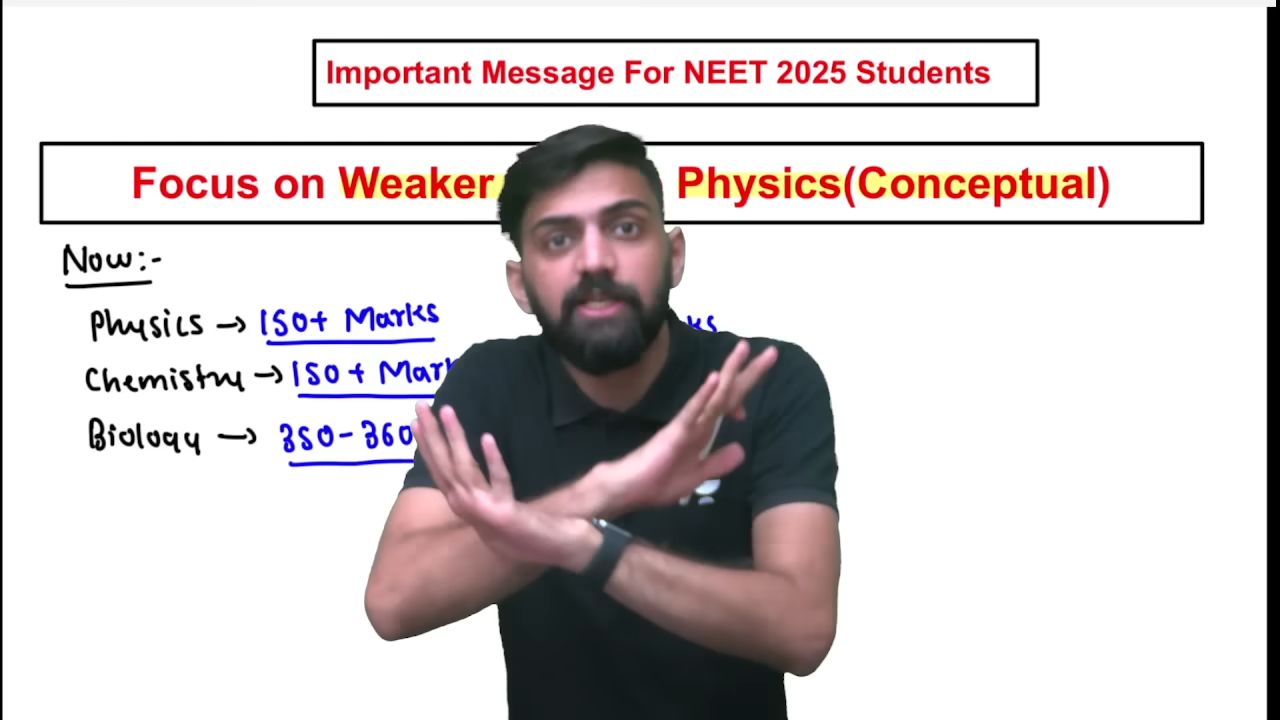 Important Message For NEET 2025 Students
Focus on Weaker Physics(Conceptual)
Now:-
Physics → 150+ Marks
Chemistry → 150+ Mar
Biology → 350-360